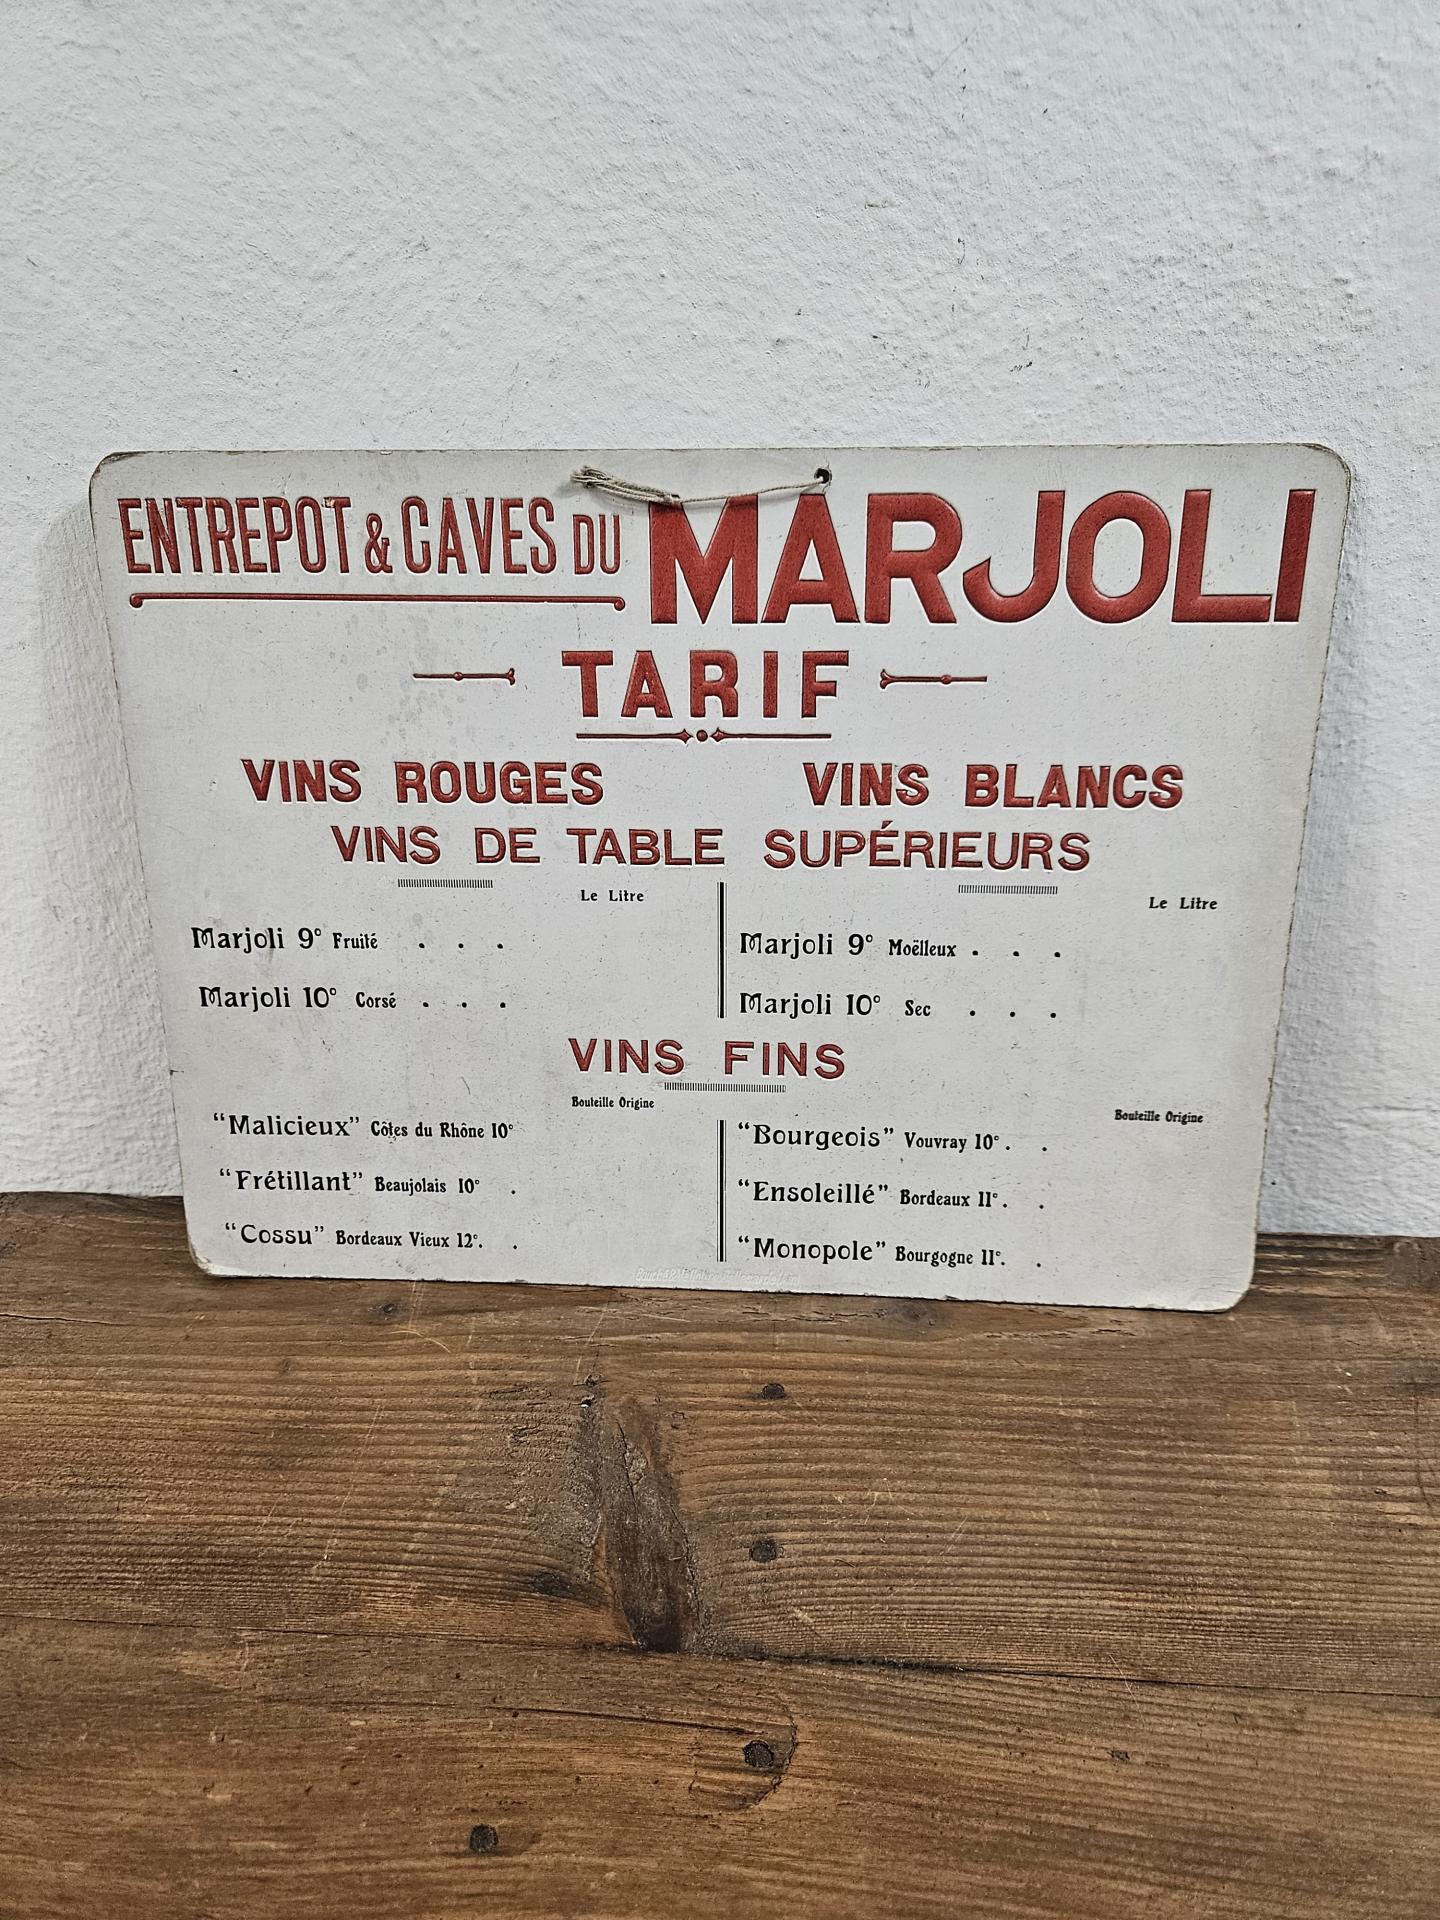 ENTREPOT & CAVES DU MARJOLI
TARIF
VINS ROUGES VINS BLANCS
VINS DE TABLE SUPÉRIEURS
Le Litre Le Litre
Marjoli 9° Fruité . . . Marjoli 9° Moëlleux . . .
Marjoli 10° Corsé . . . Marjoli 10° Sec . . .
VINS FINS
Bouteille Origine Bouteille Origine
“Malicieux” Côtes du Rhône 10° “Bourgeois” Vouvray 10° . .
“Frétillant” Beaujolais 10° . “Ensoleillé” Bordeaux 11° . .
“Cossu” Bordeaux Vieux 12° . . “Monopole” Bourgogne 11° . .